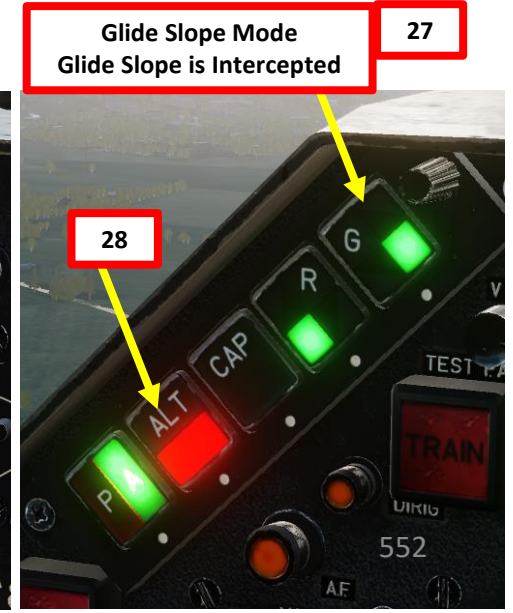 Glide Slope Mode
Glide Slope is Intercepted
27
28
G
R
CAP
ALT
P A
V
TEST P.A
TRAIN
DIRIG
552
A.F